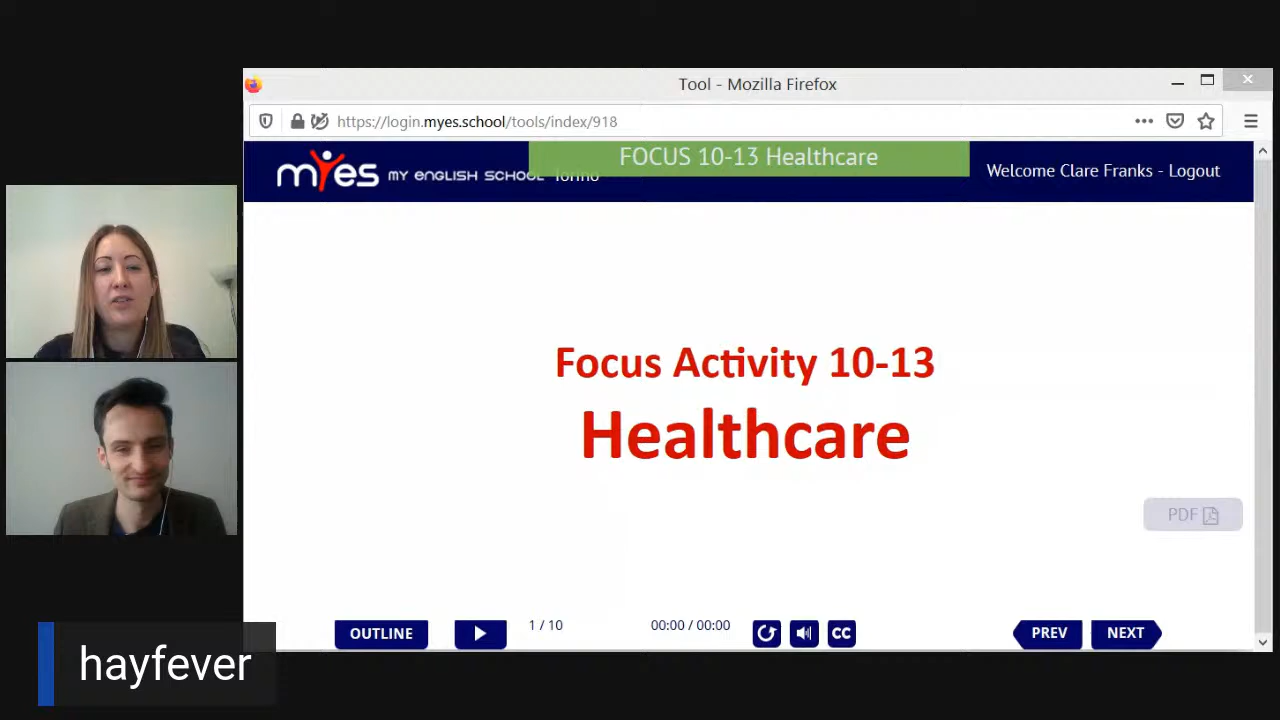 Tool - Mozilla Firefox
https://login.myes.school/tools/index/918
FOCUS 10-13 Healthcare
myes MY ENGLISH SCHOOL Torino
Welcome Clare Franks - Logout
Focus Activity 10-13
Healthcare
PDF
OUTLINE
1 / 10
00:00 / 00:00
CC
PREV
NEXT
hayfever